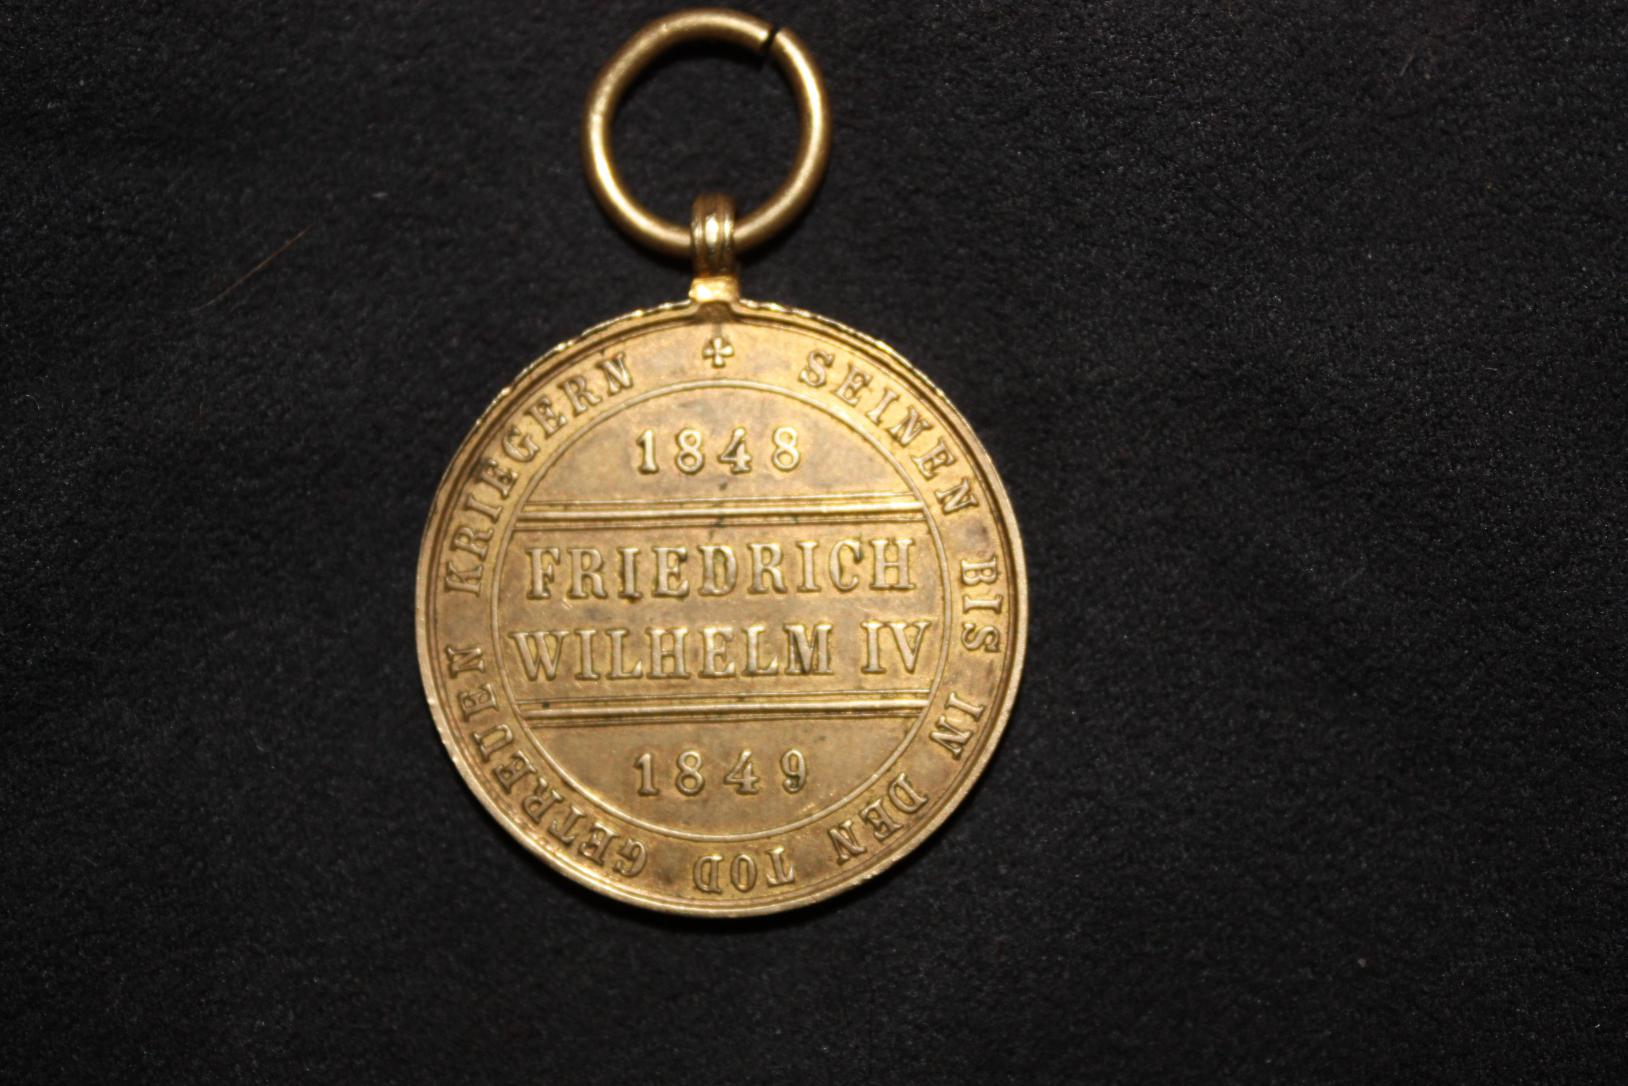 SEINEN BIS IN DEN TOD GETREUEN KRIEGERN
1848
FRIEDRICH
WILHELM IV
1849